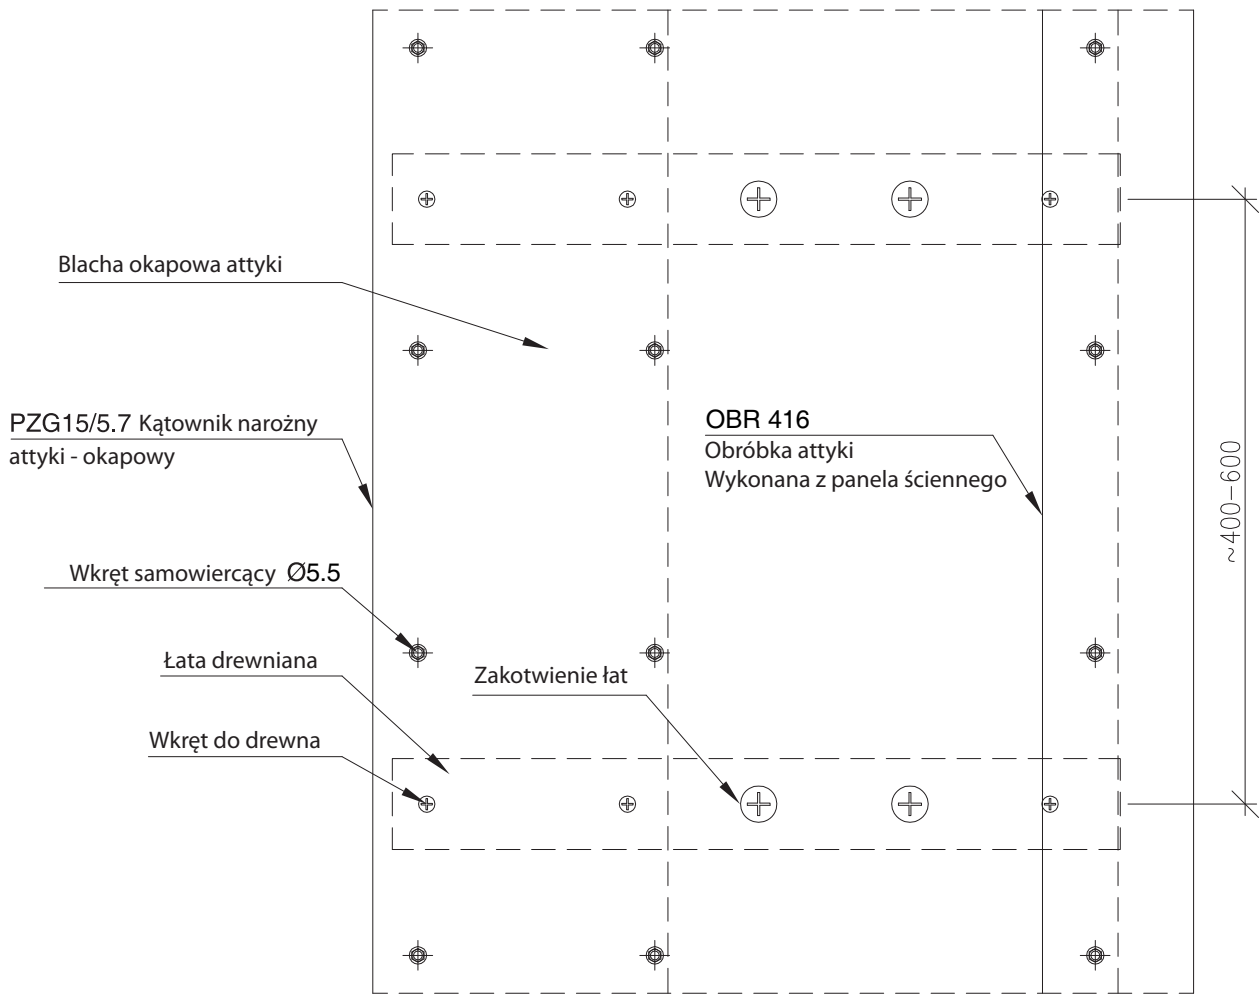 Blacha okapowa attyki
PZG15/5.7 Kątownik narożny
attyki - okapowy
OBR 416
Obróbka attyki
Wykonana z panela ściennego
~400-600
Wkręt samowiercący Ø5.5
Łata drewniana
Zakotwienie łat
Wkręt do drewna